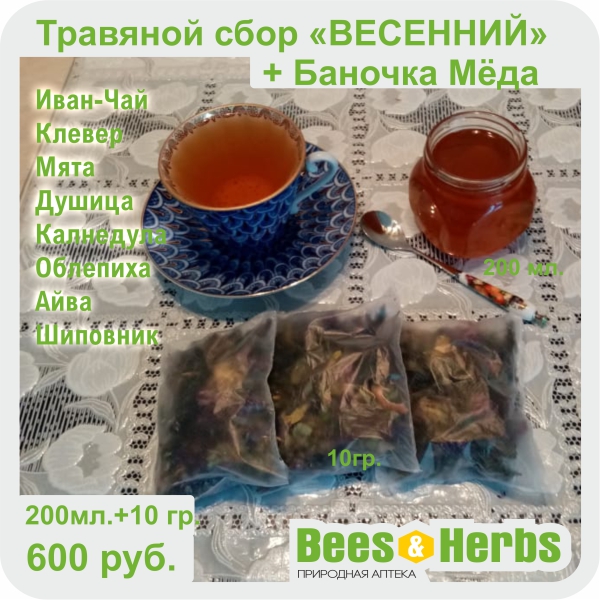 Травяной сбор «ВЕСЕННИЙ»
+ Баночка Мёда
Иван-Чай
Клевер
Мята
Душица
Калнедула
Облепиха
Айва
Шиповник
200 мл.
10гр.
200мл.+10 гр.
600 руб.
Bees&Herbs
ПРИРОДНАЯ АПТЕКА